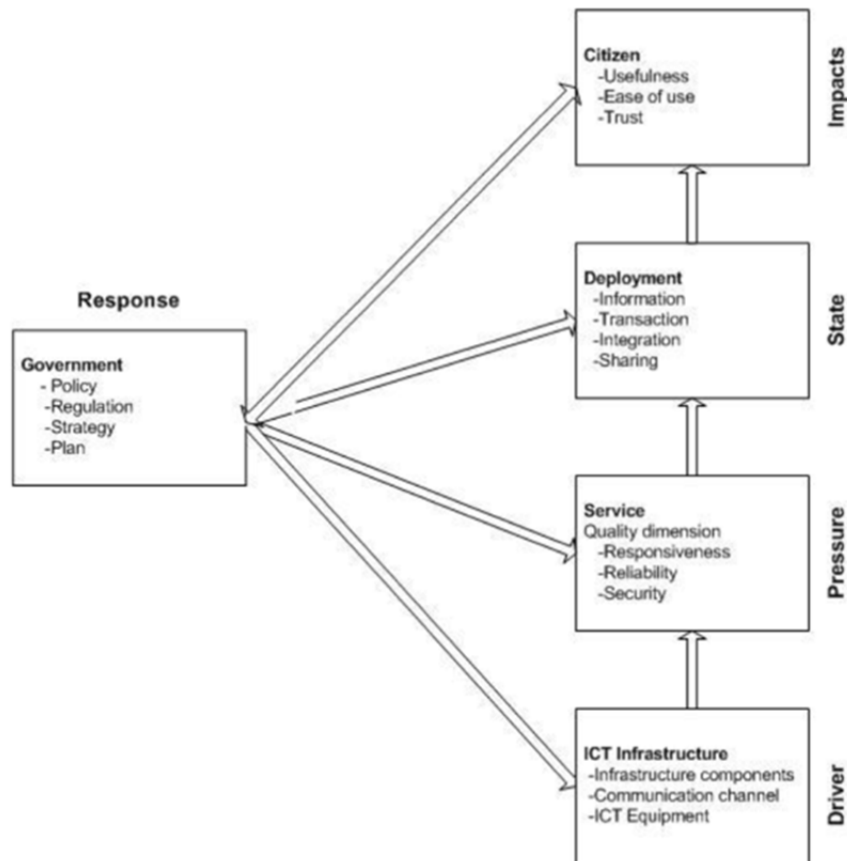 Response
Government
- Policy
-Regulation
-Strategy
-Plan
Citizen
-Usefulness
-Ease of use
-Trust
Impacts
Deployment
-Information
-Transaction
-Integration
-Sharing
State
Service
Quality dimension
-Responsiveness
-Reliability
-Security
Pressure
ICT Infrastructure
-Infrastructure components
-Communication channel
-ICT Equipment
Driver